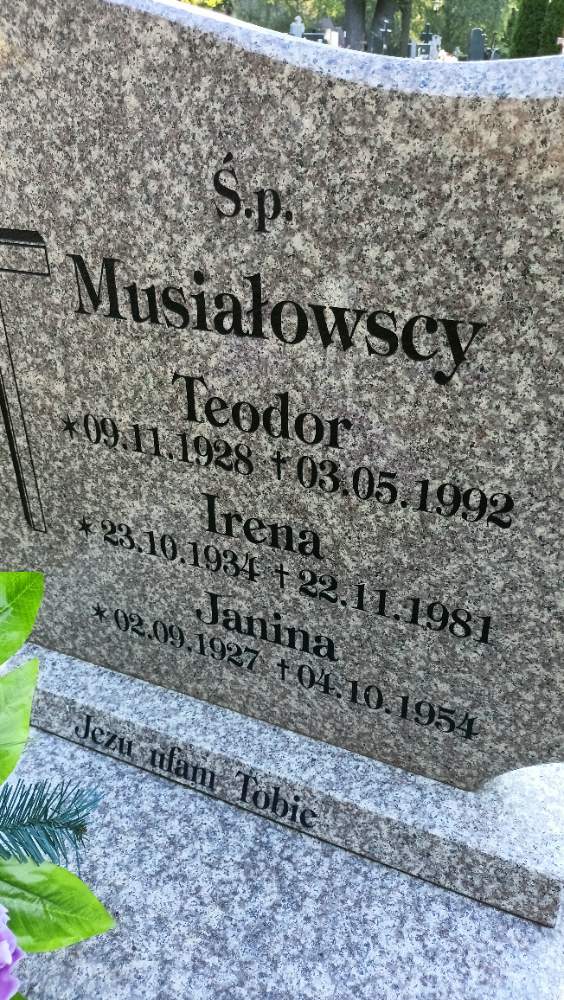 Ś.p.
Musiałowscy
Teodor
*09.11.1928 †03.05.1992
Irena
*23.10.1934 †22.11.1981
Janina
*02.09.1927 †04.10.1954
Jezu ufam Tobie